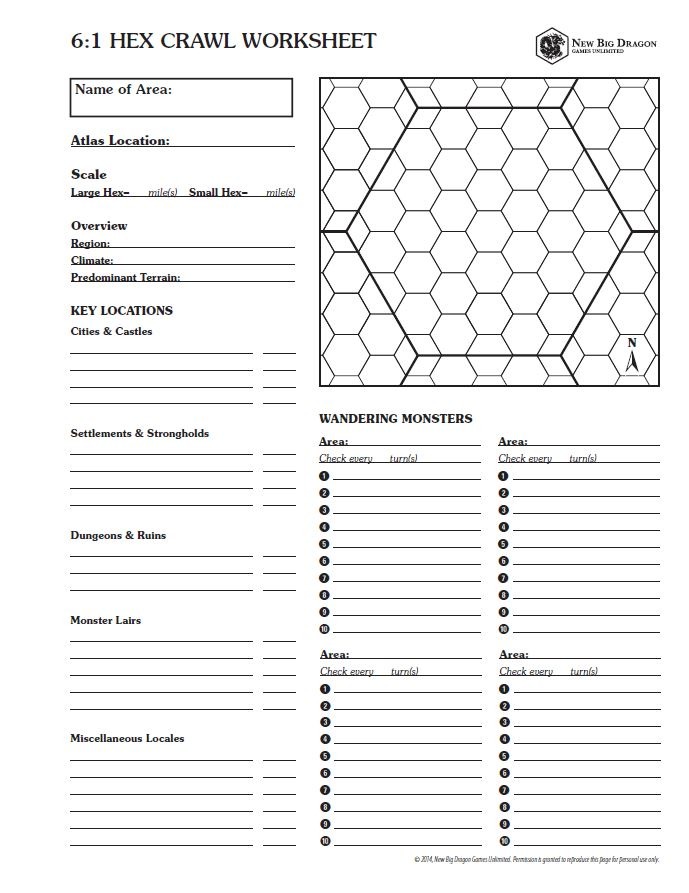 6:1 HEX CRAWL WORKSHEET
NEW BIG DRAGON
GAMES UNLIMITED
Name of Area:
Atlas Location:
Scale
Large Hex= mile(s) Small Hex= mile(s)
Overview
Region:
Climate:
Predominant Terrain:
KEY LOCATIONS
Cities & Castles
Settlements & Strongholds
Dungeons & Ruins
Monster Lairs
Miscellaneous Locales
N
WANDERING MONSTERS
Area:
Check every turn(s)
1
2
3
4
5
6
7
8
9
10
Area:
Check every turn(s)
1
2
3
4
5
6
7
8
9
10
Area:
Check every turn(s)
1
2
3
4
5
6
7
8
9
10
Area:
Check every turn(s)
1
2
3
4
5
6
7
8
9
10
© 2014, New Big Dragon Games Unlimited. Permission is granted to reproduce this page for personal use only.